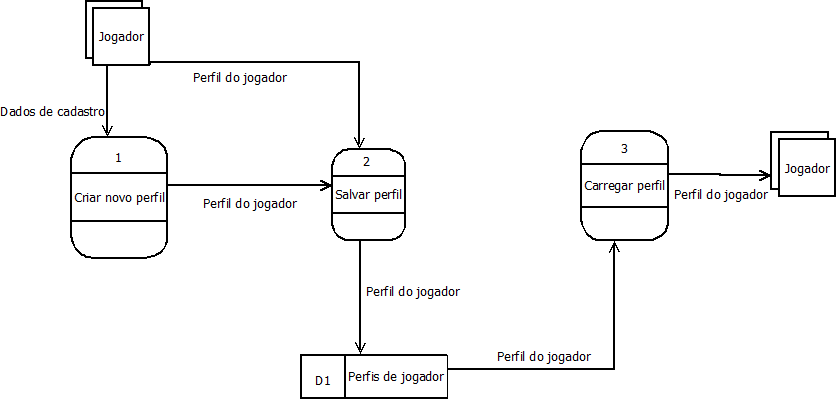 Jogador
Perfil do jogador
Dados de cadastro
1
Criar novo perfil
Perfil do jogador
2
Salvar perfil
3
Carregar perfil
Perfil do jogador
Jogador
Perfil do jogador
D1
Perfis de jogador
Perfil do jogador